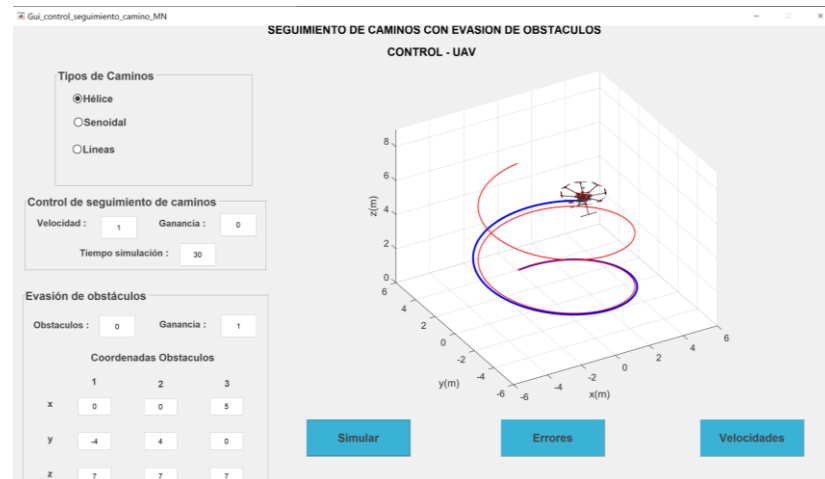 Gui_control_seguimiento_camino_MN
SEGUIMIENTO DE CAMINOS CON EVASION DE OBSTACULOS
CONTROL - UAV
Tipos de Caminos
Hélice
Senoidal
Lineas
Control de seguimiento de caminos
Velocidad : 1 Ganancia : 0
Tiempo simulación : 30
Evasión de obstáculos
Obstaculos : 0 Ganancia : 1
Coordenadas Obstaculos
1 2 3
x 0 0 5
y -4 4 0
z 7 7 7
z(m)
8
6
4
2
0
6
4
2
0
-2
-4
-6
y(m)
-6
-4
-2
0
2
4
6
x(m)
Simular Errores Velocidades